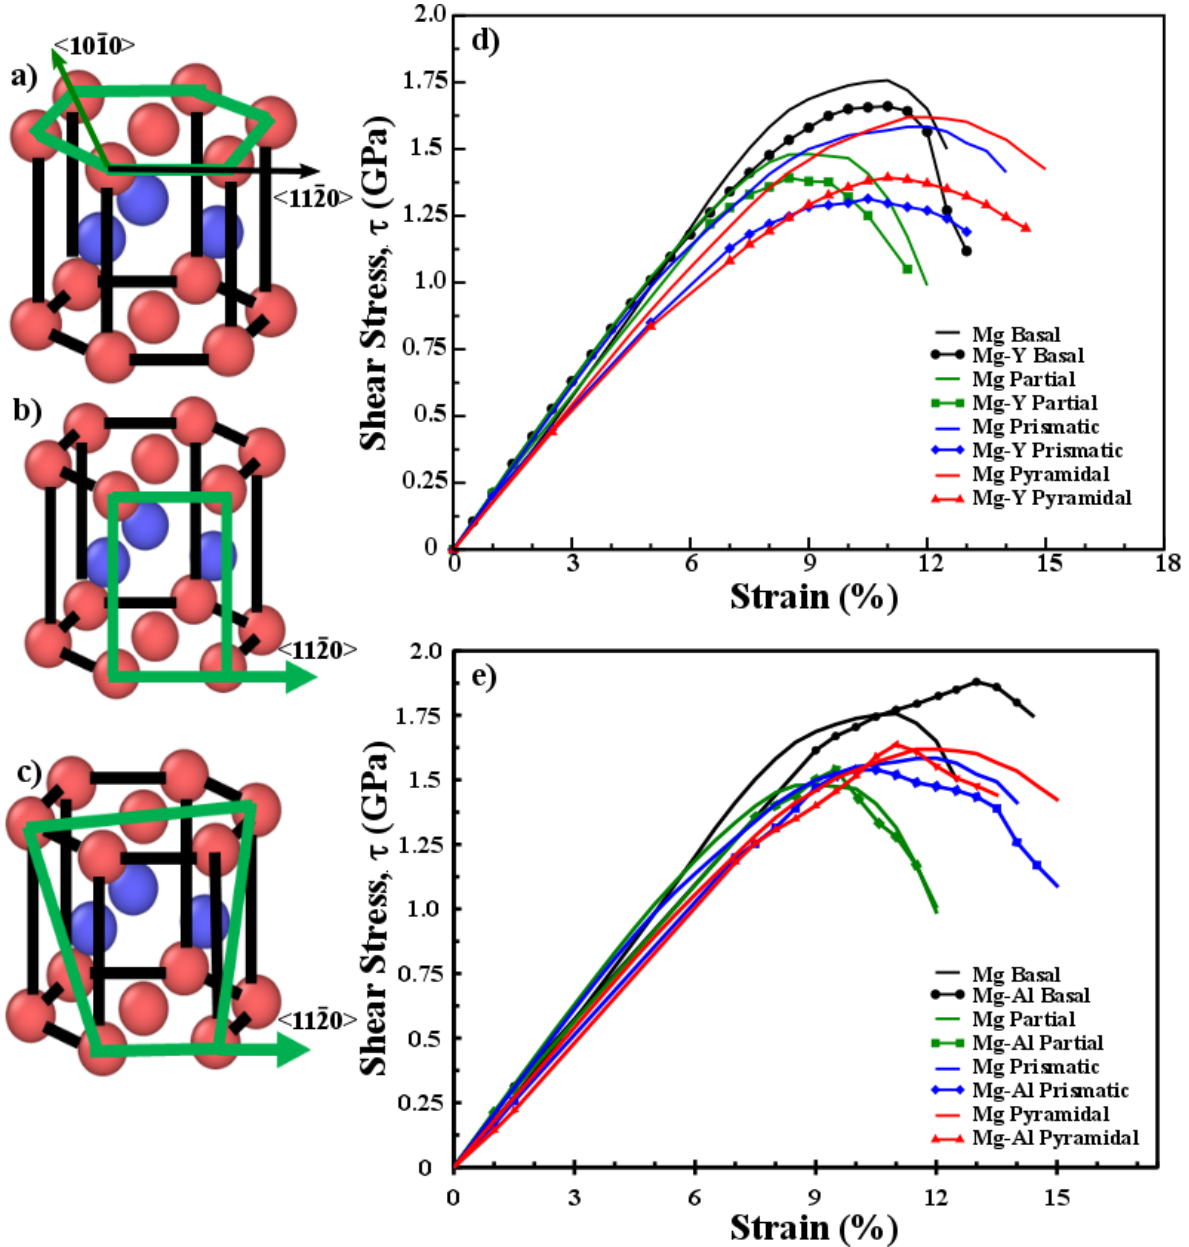 a)
<101̄0>
<112̄0>
b)
<112̄0>
c)
<112̄0>
d)
Shear Stress, τ (GPa)
2.0
1.75
1.5
1.25
1.0
0.75
0.5
0.25
0
Mg Basal
Mg-Y Basal
Mg Partial
Mg-Y Partial
Mg Prismatic
Mg-Y Prismatic
Mg Pyramidal
Mg-Y Pyramidal
0 3 6 9 12 15 18
Strain (%)
e)
Shear Stress, τ (GPa)
2.0
1.75
1.5
1.25
1.0
0.75
0.5
0.25
0
Mg Basal
Mg-Al Basal
Mg Partial
Mg-Al Partial
Mg Prismatic
Mg-Al Prismatic
Mg Pyramidal
Mg-Al Pyramidal
0 3 6 9 12 15
Strain (%)